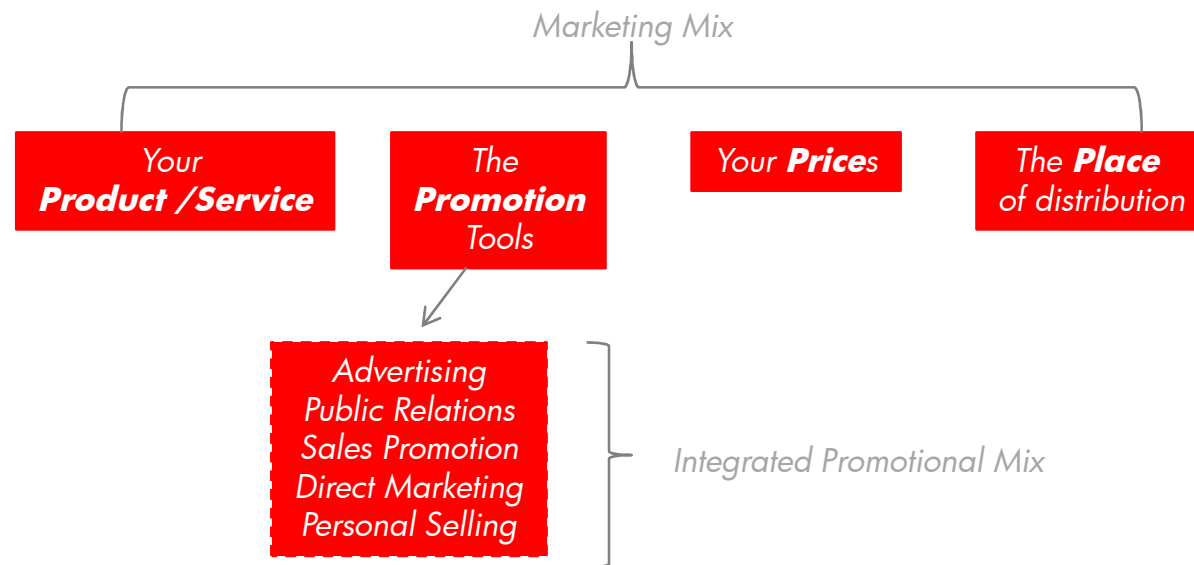 Marketing Mix
Your
Product /Service
The
Promotion
Tools
Your Prices
The Place
of distribution
Advertising
Public Relations
Sales Promotion
Direct Marketing
Personal Selling
Integrated Promotional Mix